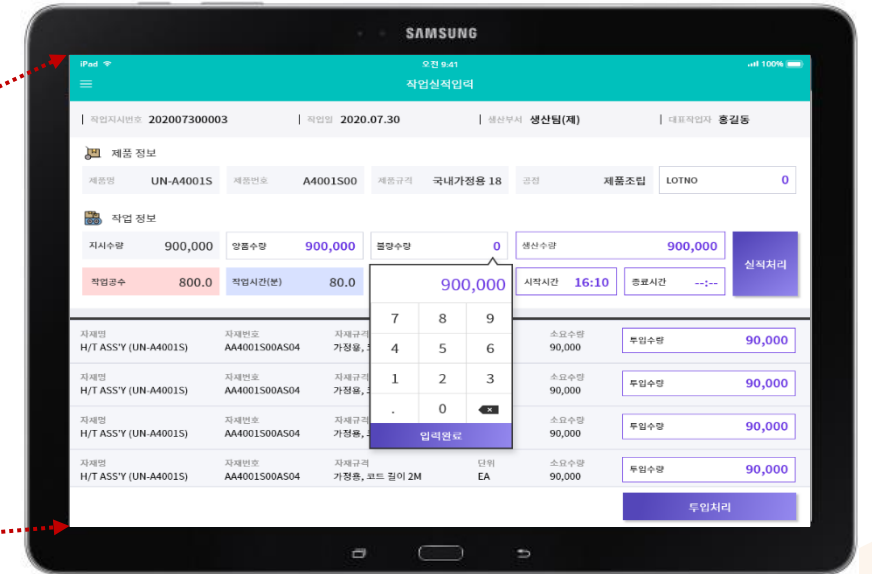 SAMSUNG
iPad 오전 9:41 100%
작업실적입력
작업지시번호 202007300003 작업일 2020.07.30 생산부서 생산팀(제) 대표작업자 홍길동
제품 정보
제품명 UN-A4001S 제품번호 A4001S00 제품규격 국내가정용 18 공정 제품조립 LOTNO 0
작업 정보
지시수량 900,000 양품수량 900,000 불량수량 0 생산수량 900,000 실적처리
작업공수 800.0 작업시간(분) 80.0 시작시간 16:10 종료시간 --:--
900,000
7 8 9
4 5 6
1 2 3
. 0
입력완료
자재명 자재번호 자재규격 소요수량
H/T ASS'Y (UN-A4001S) AA4001S00AS04 가정용, 90,000 투입수량 90,000
자재명 자재번호 자재규격 소요수량
H/T ASS'Y (UN-A4001S) AA4001S00AS04 가정용, 90,000 투입수량 90,000
자재명 자재번호 자재규격 소요수량
H/T ASS'Y (UN-A4001S) AA4001S00AS04 가정용, 90,000 투입수량 90,000
자재명 자재번호 자재규격 단위 소요수량
H/T ASS'Y (UN-A4001S) AA4001S00AS04 가정용, 코드 길이 2M EA 90,000 투입수량 90,000
투입처리